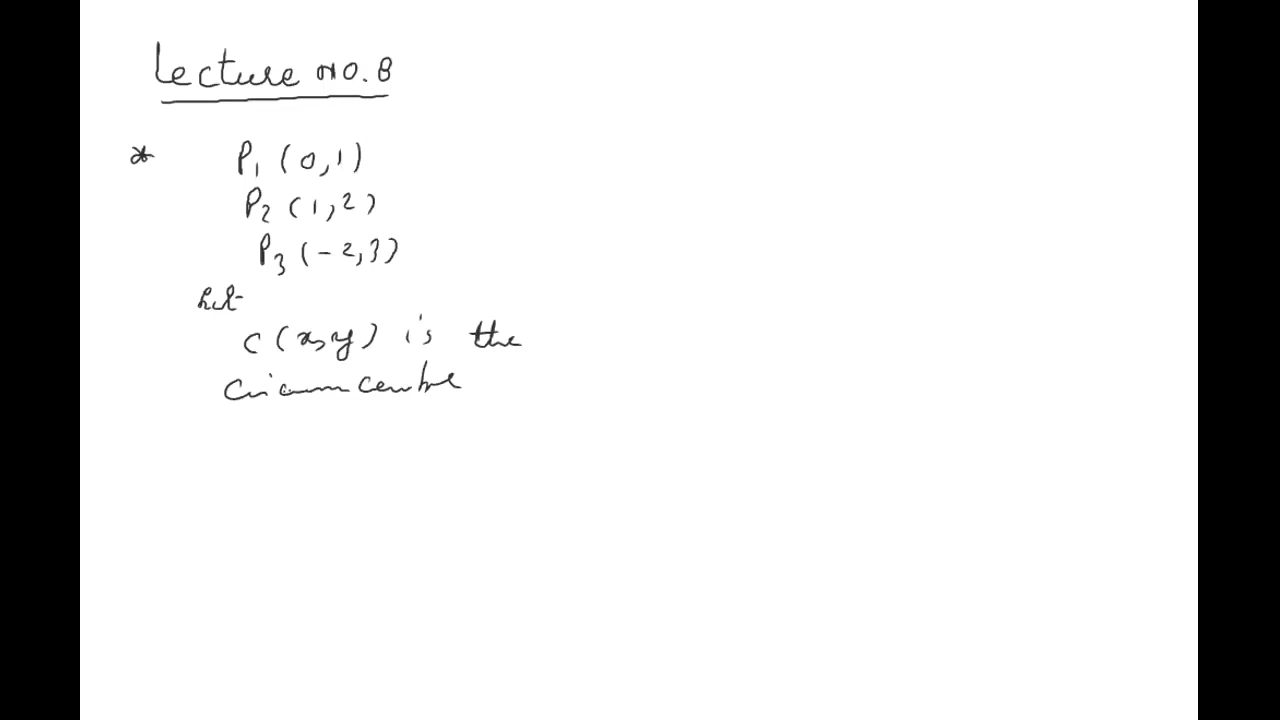 Lecture NO. 8
* P1 (0,1)
P2 (1,2)
P3 (-2,3)
Let
C(x,y) is the
Circumcentre